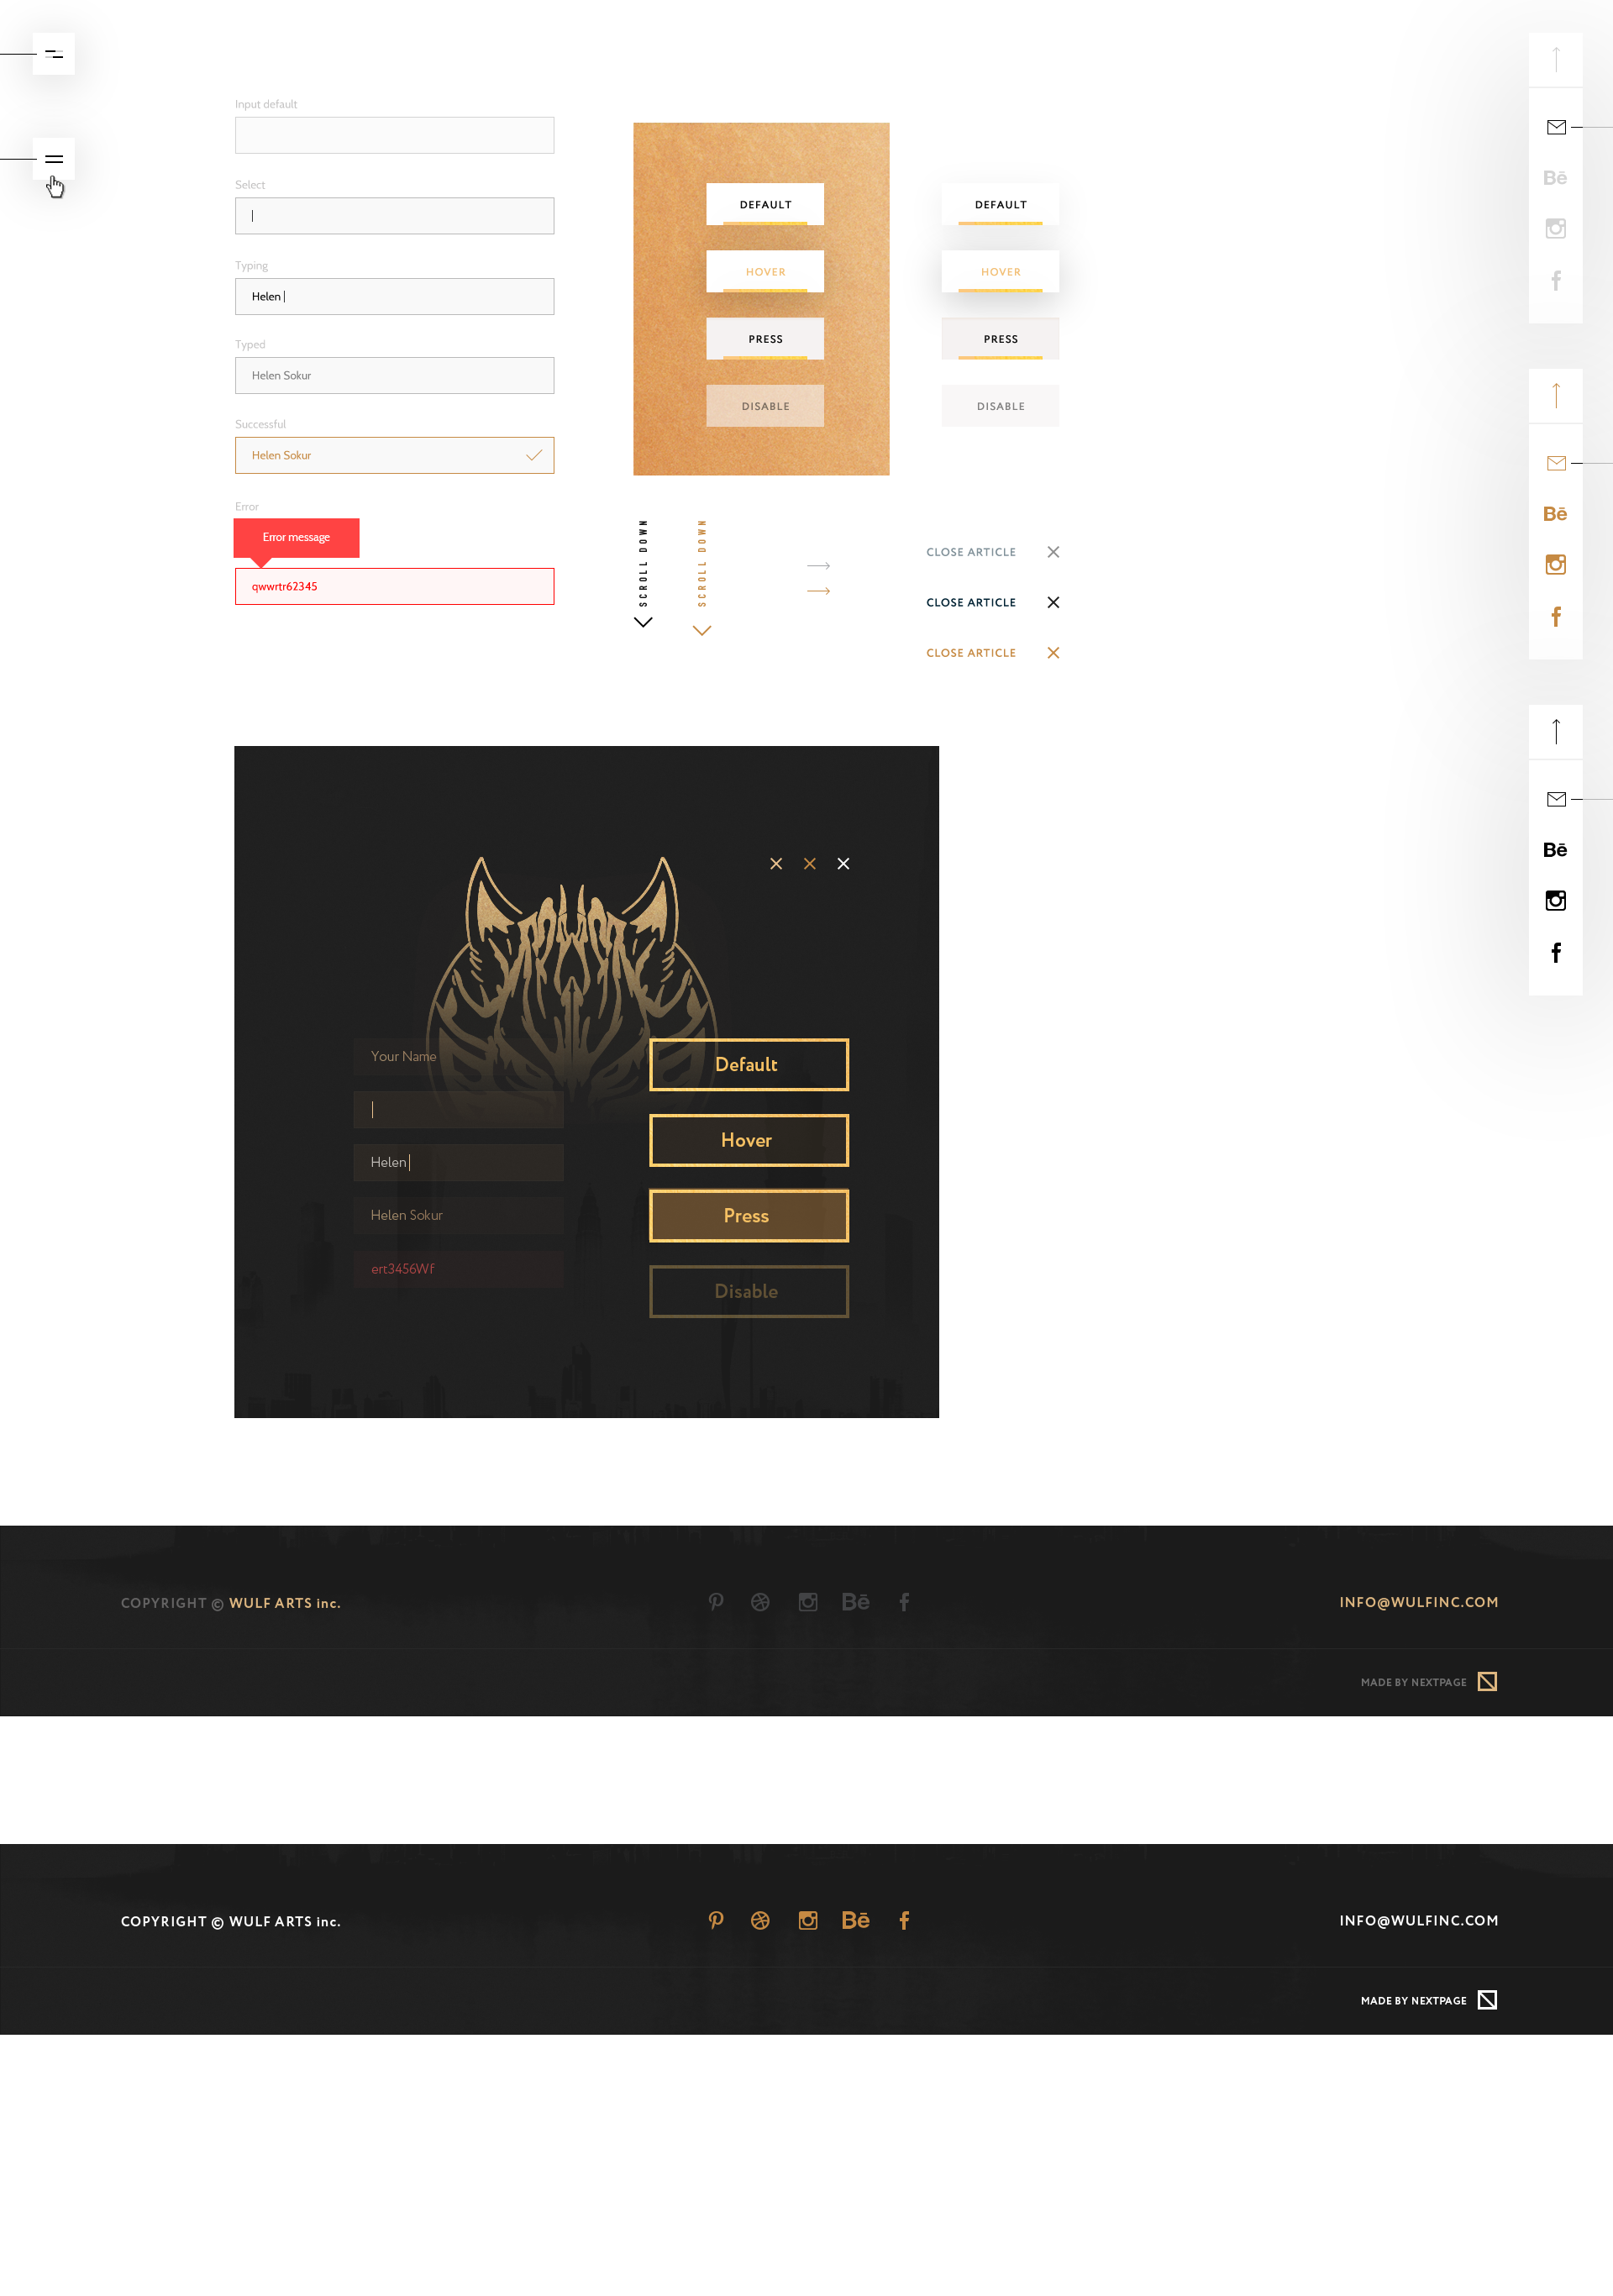 Input default
Select
Typing
Helen
Typed
Helen Sokur
Successful
Helen Sokur
Error
Error message
qwwrtr62345
DEFAULT
HOVER
PRESS
DISABLE
DEFAULT
HOVER
PRESS
DISABLE
SCROLL DOWN
SCROLL DOWN
CLOSE ARTICLE
CLOSE ARTICLE
CLOSE ARTICLE
Bē
Bē
Bē
Your Name
Helen
Helen Sokur
ert3456Wf
Default
Hover
Press
Disable
COPYRIGHT © WULF ARTS inc.
Bē
INFO@WULFINC.COM
MADE BY NEXTPAGE
COPYRIGHT © WULF ARTS inc.
Bē
INFO@WULFINC.COM
MADE BY NEXTPAGE